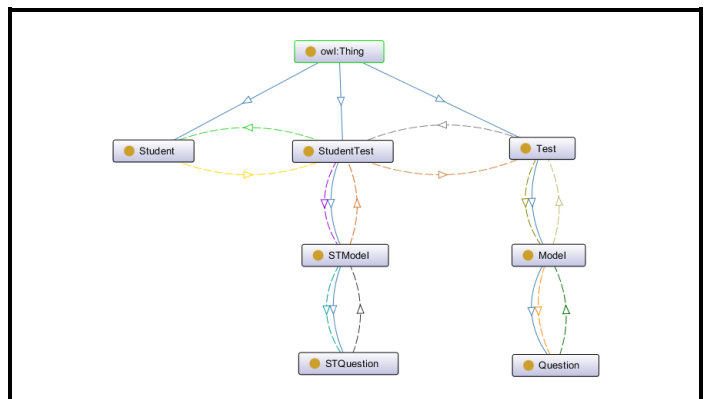 owl:Thing
Student
StudentTest
Test
STModel
Model
STQuestion
Question